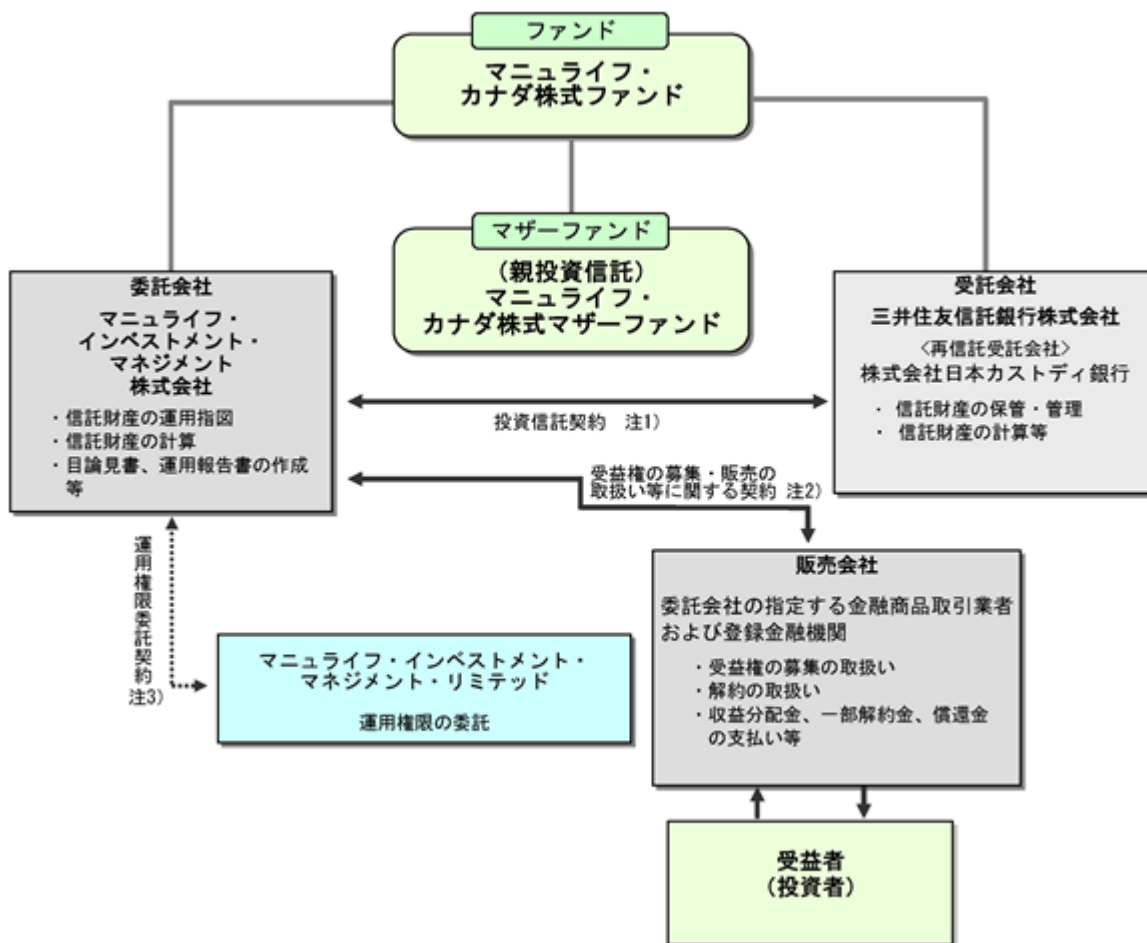 ファンド
マニュライフ・
カナダ株式ファンド
マザーファンド
(親投資信託)
マニュライフ・
カナダ株式マザーファンド
委託会社
マニュライフ・
インベストメント・
マネジメント
株式会社
・信託財産の運用指図
・信託財産の計算
・目論見書、運用報告書の作成
等
受託会社
三井住友信託銀行株式会社
<再信託受託会社>
株式会社日本カストディ銀行
・信託財産の保管・管理
・信託財産の計算等
投資信託契約 注1)
受益権の募集・販売の
取扱い等に関する契約 注2)
運用権限委託契約
注3)
マニュライフ・インベストメント・
マネジメント・リミテッド
運用権限の委託
販売会社
委託会社の指定する金融商品取引業者
および登録金融機関
・受益権の募集の取扱い
・解約の取扱い
・収益分配金、一部解約金、償還金
の支払い等
受益者
(投資者)